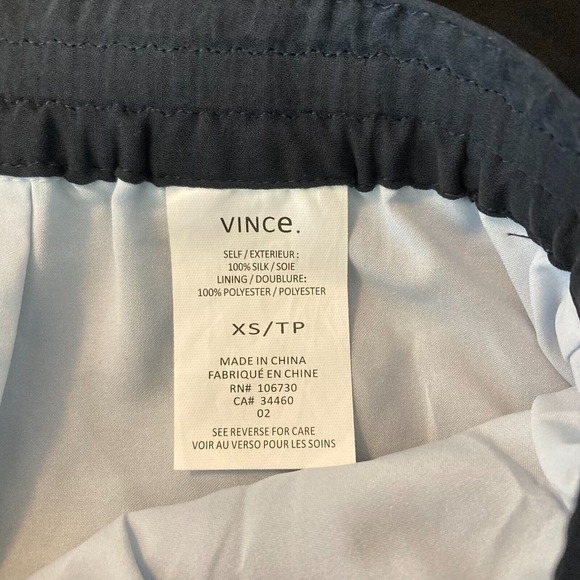 VINCe.
SELF / EXTERIEUR :
100% SILK / SOIE
LINING / DOUBLURE:
100% POLYESTER / POLYESTER
XS/TP
MADE IN CHINA
FABRIQUÉ EN CHINE
RN# 106730
CA# 34460
02
SEE REVERSE FOR CARE
VOIR AU VERSO POUR LES SOINS